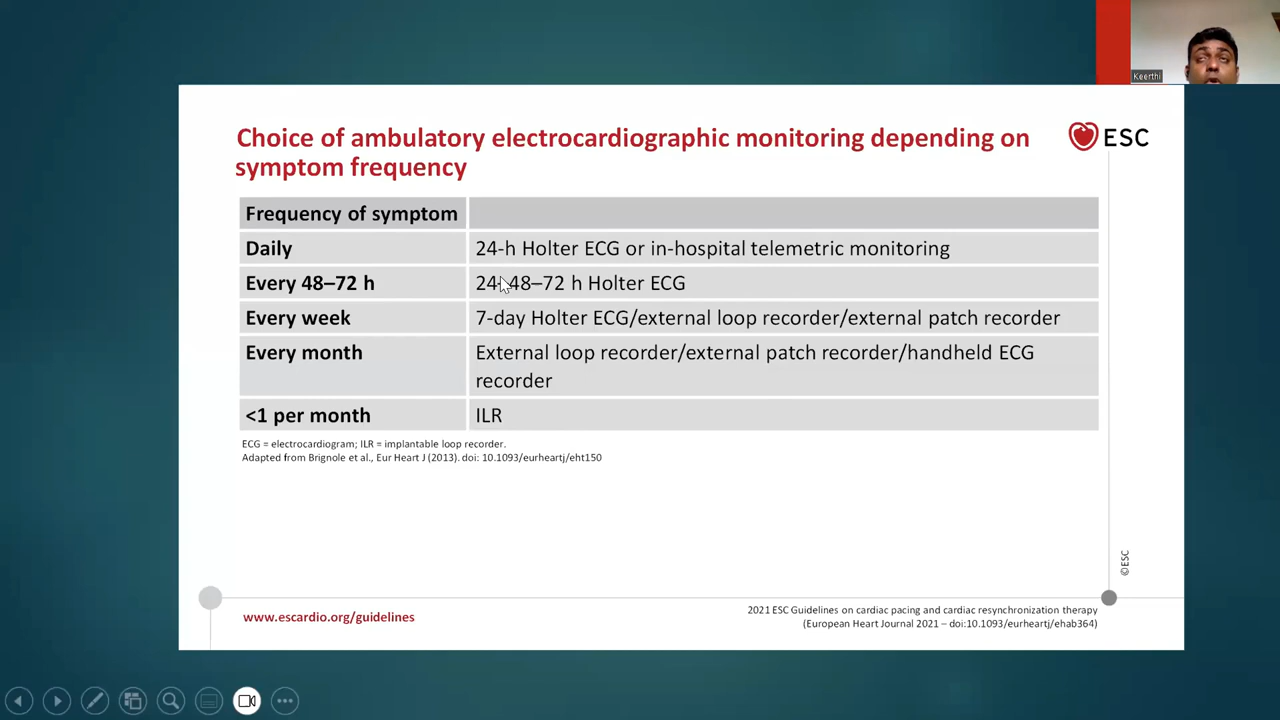 Keerthi
Choice of ambulatory electrocardiographic monitoring depending on
symptom frequency
ESC
Frequency of symptom
Daily
24-h Holter ECG or in-hospital telemetric monitoring
Every 48–72 h
24–48–72 h Holter ECG
Every week
7-day Holter ECG/external loop recorder/external patch recorder
Every month
External loop recorder/external patch recorder/handheld ECG
recorder
<1 per month
ILR
ECG = electrocardiogram; ILR = implantable loop recorder.
Adapted from Brignole et al., Eur Heart J (2013). doi: 10.1093/eurheartj/eht150
©ESC
www.escardio.org/guidelines
2021 ESC Guidelines on cardiac pacing and cardiac resynchronization therapy
(European Heart Journal 2021 – doi:10.1093/eurheartj/ehab364)